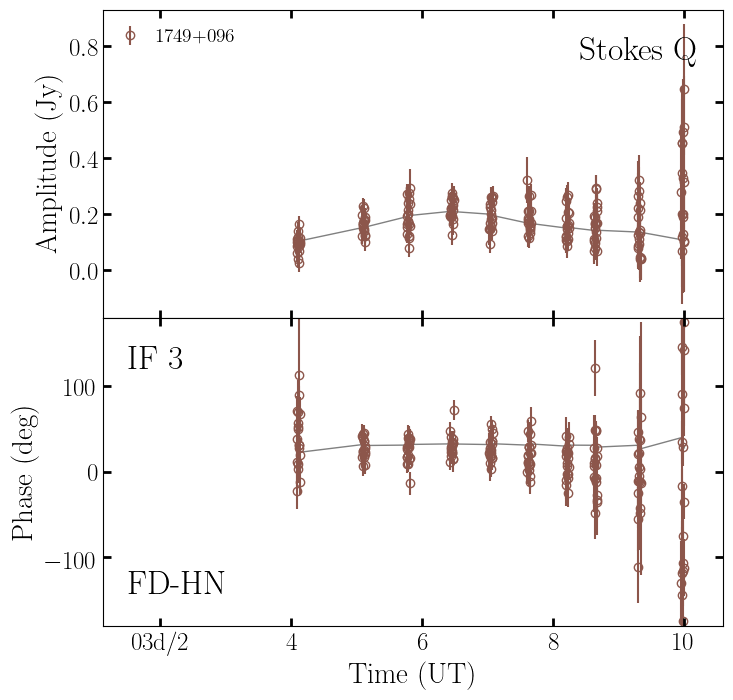 1749+096
Stokes Q
0.8
0.6
0.4
0.2
0.0
Amplitude (Jy)
IF 3
100
0
−100
Phase (deg)
FD-HN
03d/2 4 6 8 10
Time (UT)